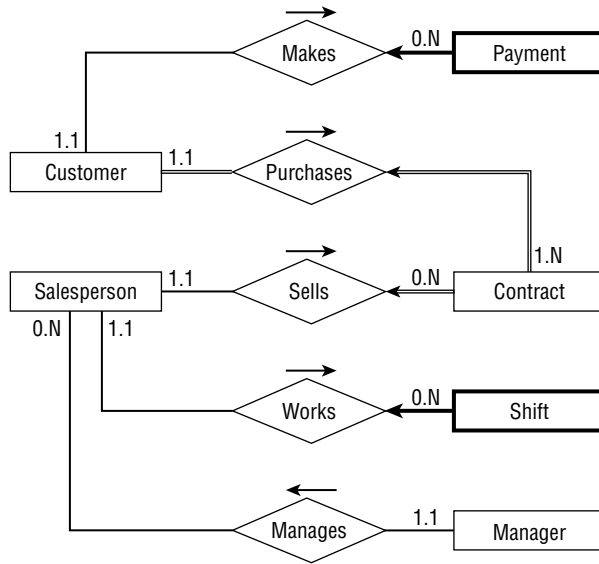 Makes
0.N
Payment
1.1
Customer
1.1
Purchases
1.N
Salesperson
1.1
Sells
0.N
Contract
0.N
1.1
Works
0.N
Shift
Manages
1.1
Manager